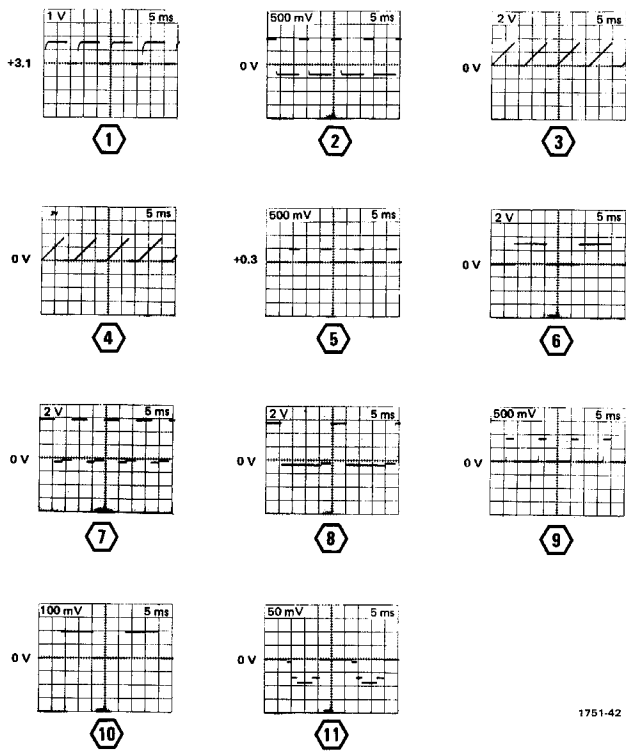 1 V 5 ms
+3.1
1
500 mV 5 ms
0 V
2
2 V 5 ms
0 V
3
5 ms
0 V
4
500 mV 5 ms
+0.3
5
2 V 5 ms
0 V
6
2 V 5 ms
0 V
7
2 V 5 ms
0 V
8
500 mV 5 ms
0 V
9
100 mV 5 ms
0 V
10
50 mV 5 ms
0 V
11
1751-42